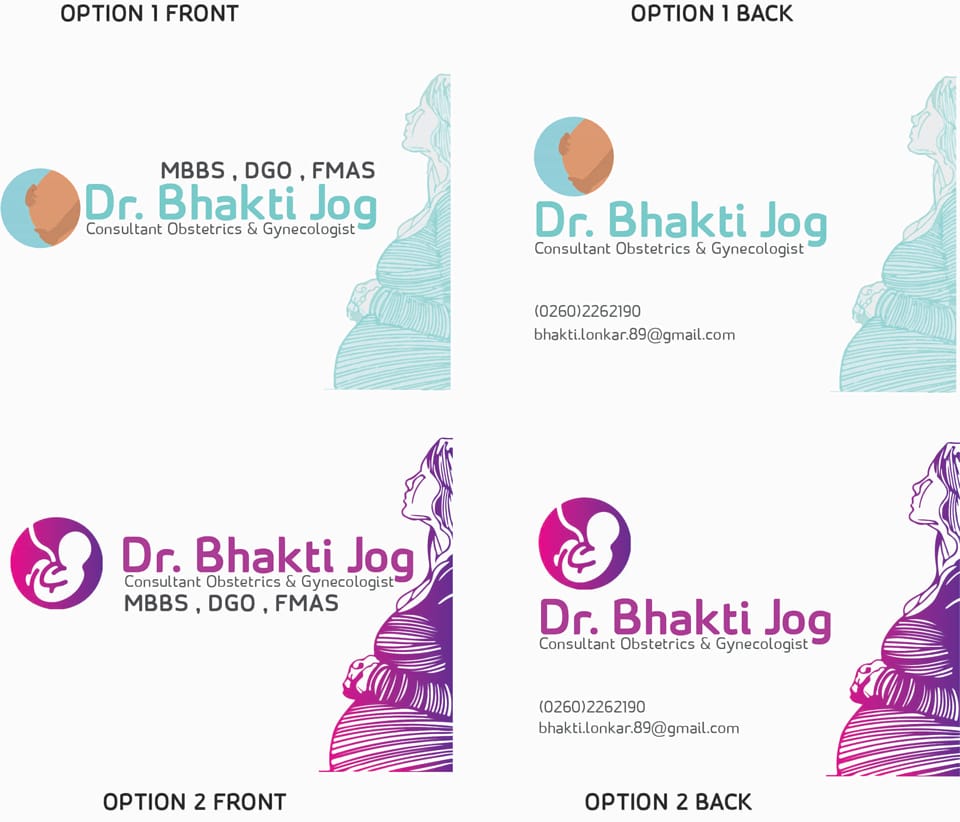 OPTION 1 FRONT
OPTION 1 BACK
MBBS , DGO , FMAS
Dr. Bhakti Jog
Consultant Obstetrics & Gynecologist
Dr. Bhakti Jog
Consultant Obstetrics & Gynecologist
(0260)2262190
bhakti.lonkar.89@gmail.com
Dr. Bhakti Jog
Consultant Obstetrics & Gynecologist
MBBS , DGO , FMAS
Dr. Bhakti Jog
Consultant Obstetrics & Gynecologist
(0260)2262190
bhakti.lonkar.89@gmail.com
OPTION 2 FRONT
OPTION 2 BACK